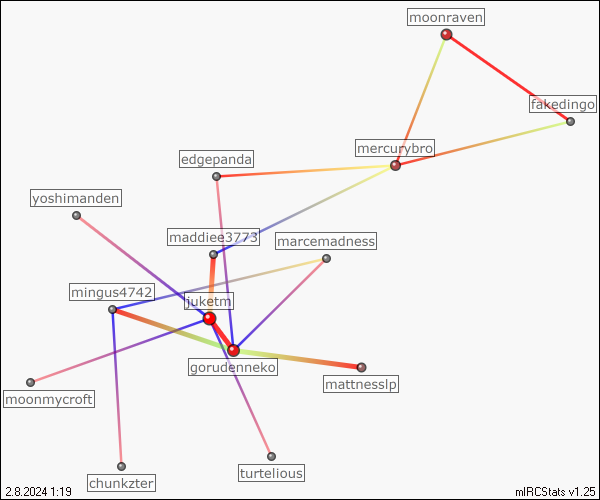 moonraven
fakedingo
mercurybro
edgepanda
yoshimanden
maddiee3773
marcemadness
mingus4742
juketm
gorudenneko
mattnesslp
moonmycroft
turtelious
chunkzter
2.8.2024 1:19
mIRCStats v1.25